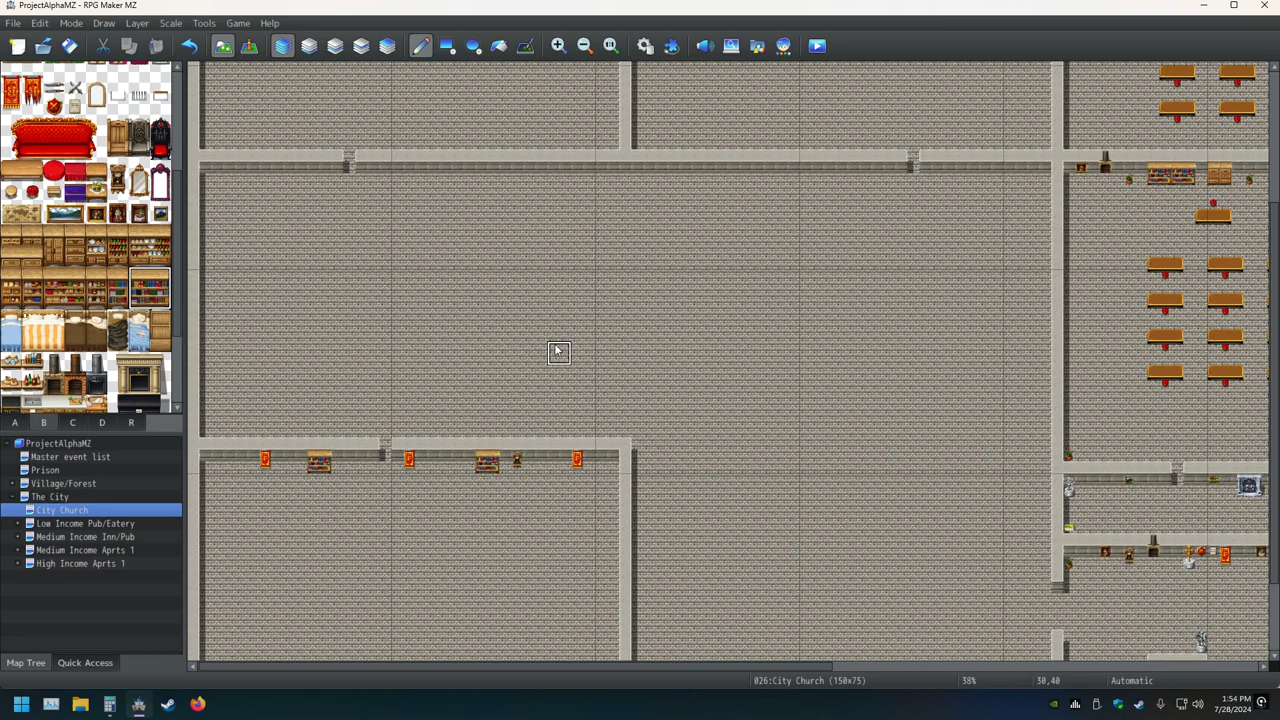 ProjectAlphaMZ - RPG Maker MZ
File Edit Mode Draw Layer Scale Tools Game Help
A B C D R
ProjectAlphaMZ
Master event list
Prison
Village/Forest
The City
City Church
Low Income Pub/Eatery
Medium Income Inn/Pub
Medium Income Aprts 1
High Income Aprts 1
Map Tree Quick Access
026:City Church (150x75) 38% 30,40 Automatic
1:54 PM
7/28/2024